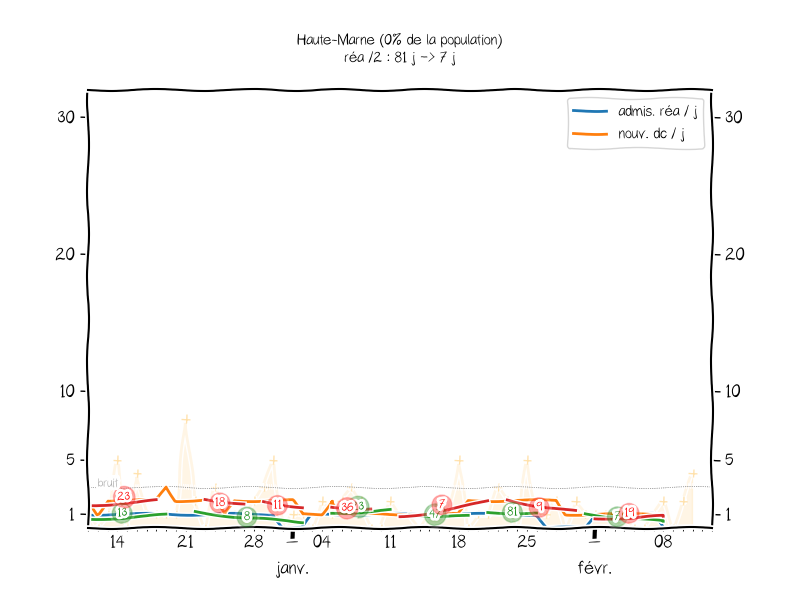 Haute-Marne (0% de la population)
réa /2 : 81 j -> 7 j
admis. réa / j
nouv. dc / j
30 30
20 20
10 10
5 5
bruit
1 1
23 13 18 8 11 36 3 7 47 81 9 7 19
14 21 28 04 11 18 25 08
janv. févr.